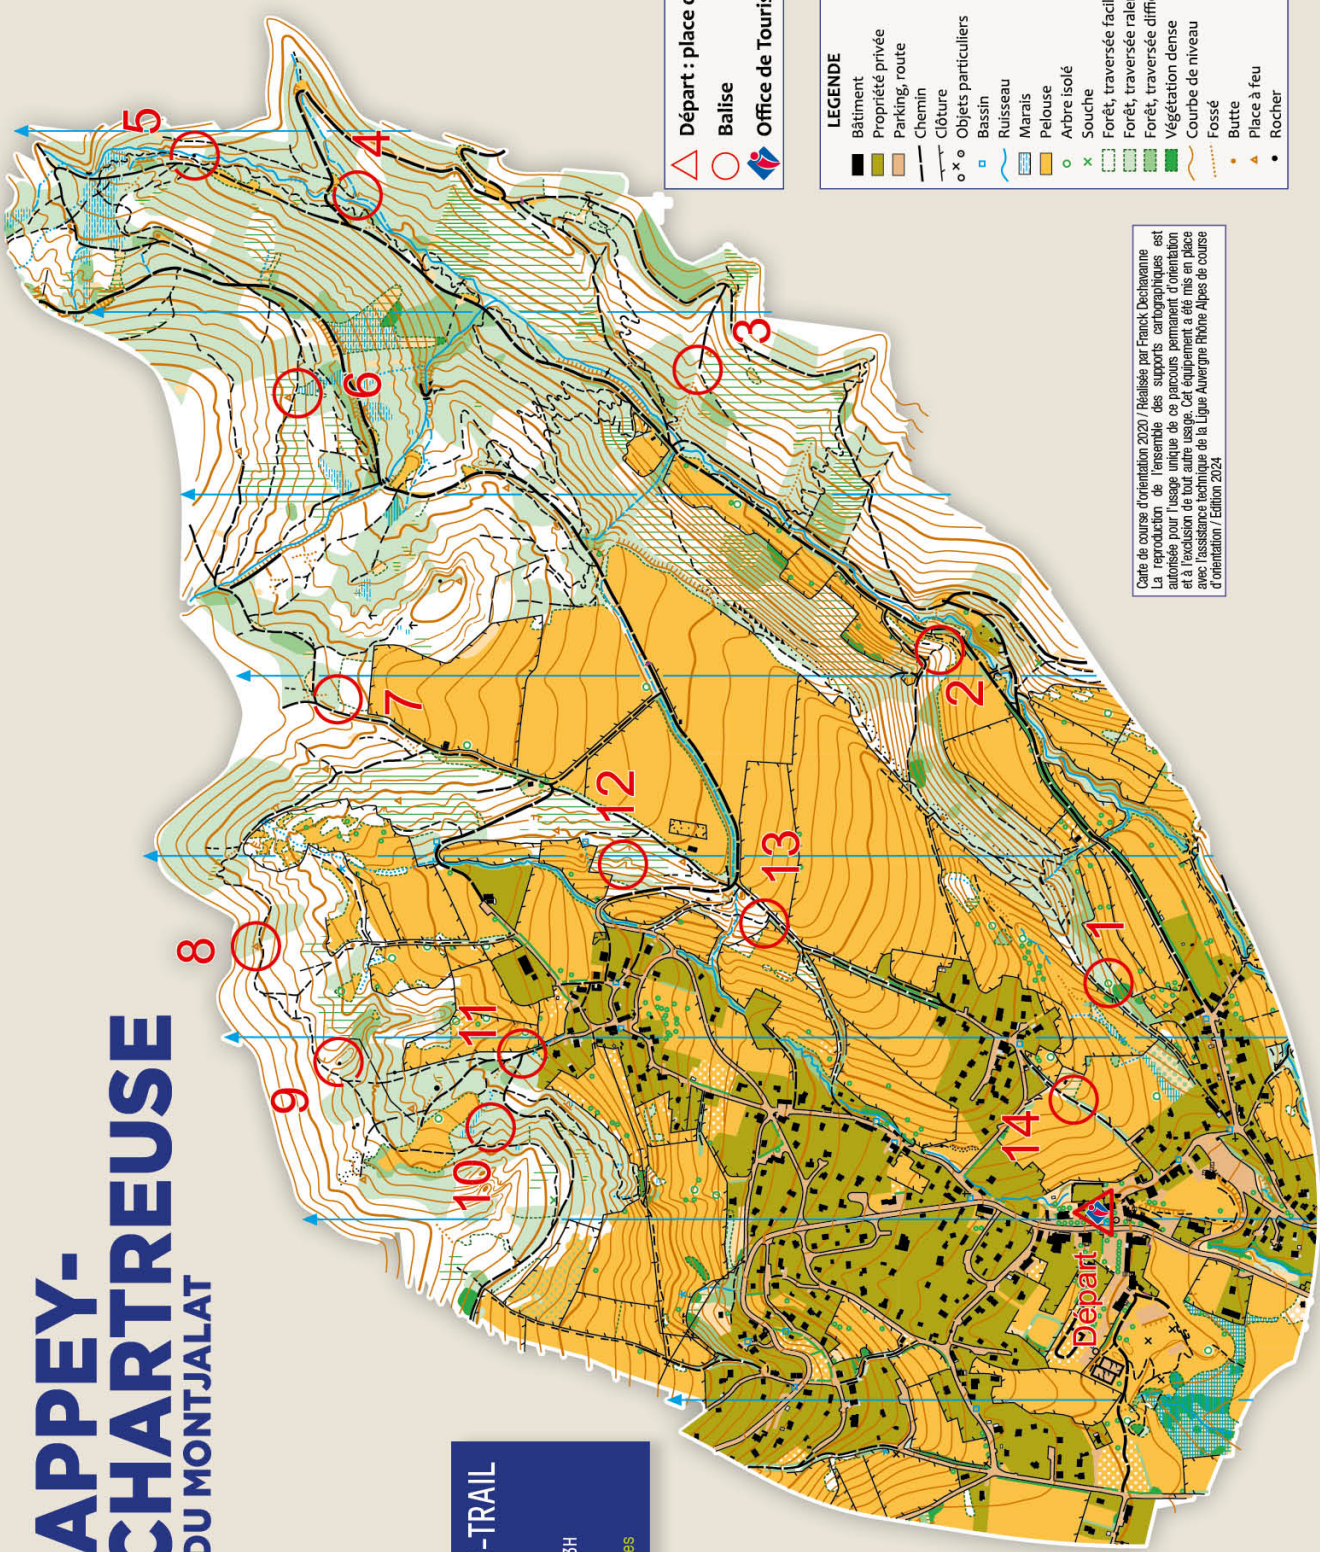 APPEY-
CHARTREUSE
DU MONTJALAT
-TRAIL
3H
es
Départ : place d
Balise
Office de Touris
LEGENDE
Bâtiment
Propriété privée
Parking, route
Chemin
Clôture
Objets particuliers
Bassin
Ruisseau
Marais
Pelouse
Arbre isolé
Souche
Forêt, traversée facil
Forêt, traversée rale
Forêt, traversée diffi
Végétation dense
Courbe de niveau
Fossé
Butte
Place à feu
Rocher
Carte de course d'orientation 2020 / Réalisée par Franck Dechavanne
La reproduction de l'ensemble des supports cartographiques est
autorisée pour l'usage unique de ce parcours permanent d'orientation
et à l'exclusion de tout autre usage. Cet équipement a été mis en place
avec l'assistance technique de la Ligue Auvergne Rhône Alpes de course
d'orientation / Edition 2024
Départ
1
2
3
4
5
6
7
8
9
10
11
12
13
14